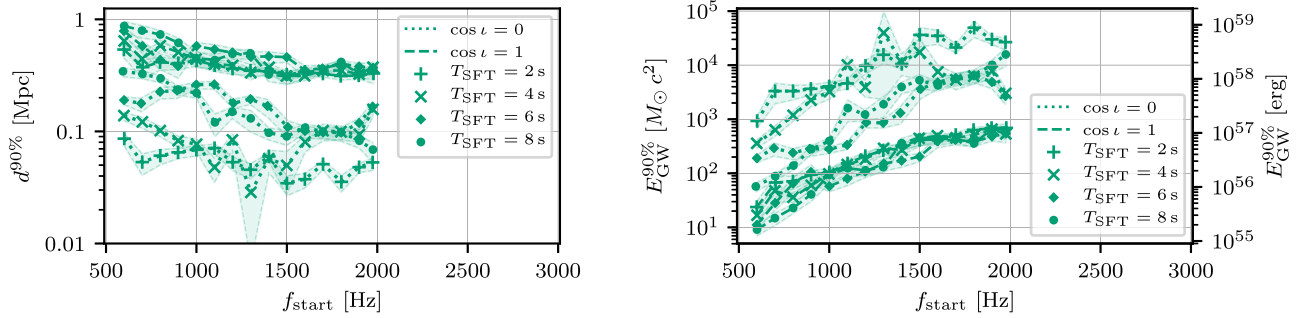 1
0.1
0.01
d^{90%} [Mpc]
500 1000 1500 2000 2500 3000
f_start [Hz]
cos ι = 0
cos ι = 1
T_SFT = 2 s
T_SFT = 4 s
T_SFT = 6 s
T_SFT = 8 s
10^5
10^4
10^3
10^2
10^1
E_GW^{90%} [M_⊙ c^2]
500 1000 1500 2000 2500 3000
f_start [Hz]
cos ι = 0
cos ι = 1
T_SFT = 2 s
T_SFT = 4 s
T_SFT = 6 s
T_SFT = 8 s
10^59
10^58
10^57
10^56
10^55
E_GW^{90%} [erg]